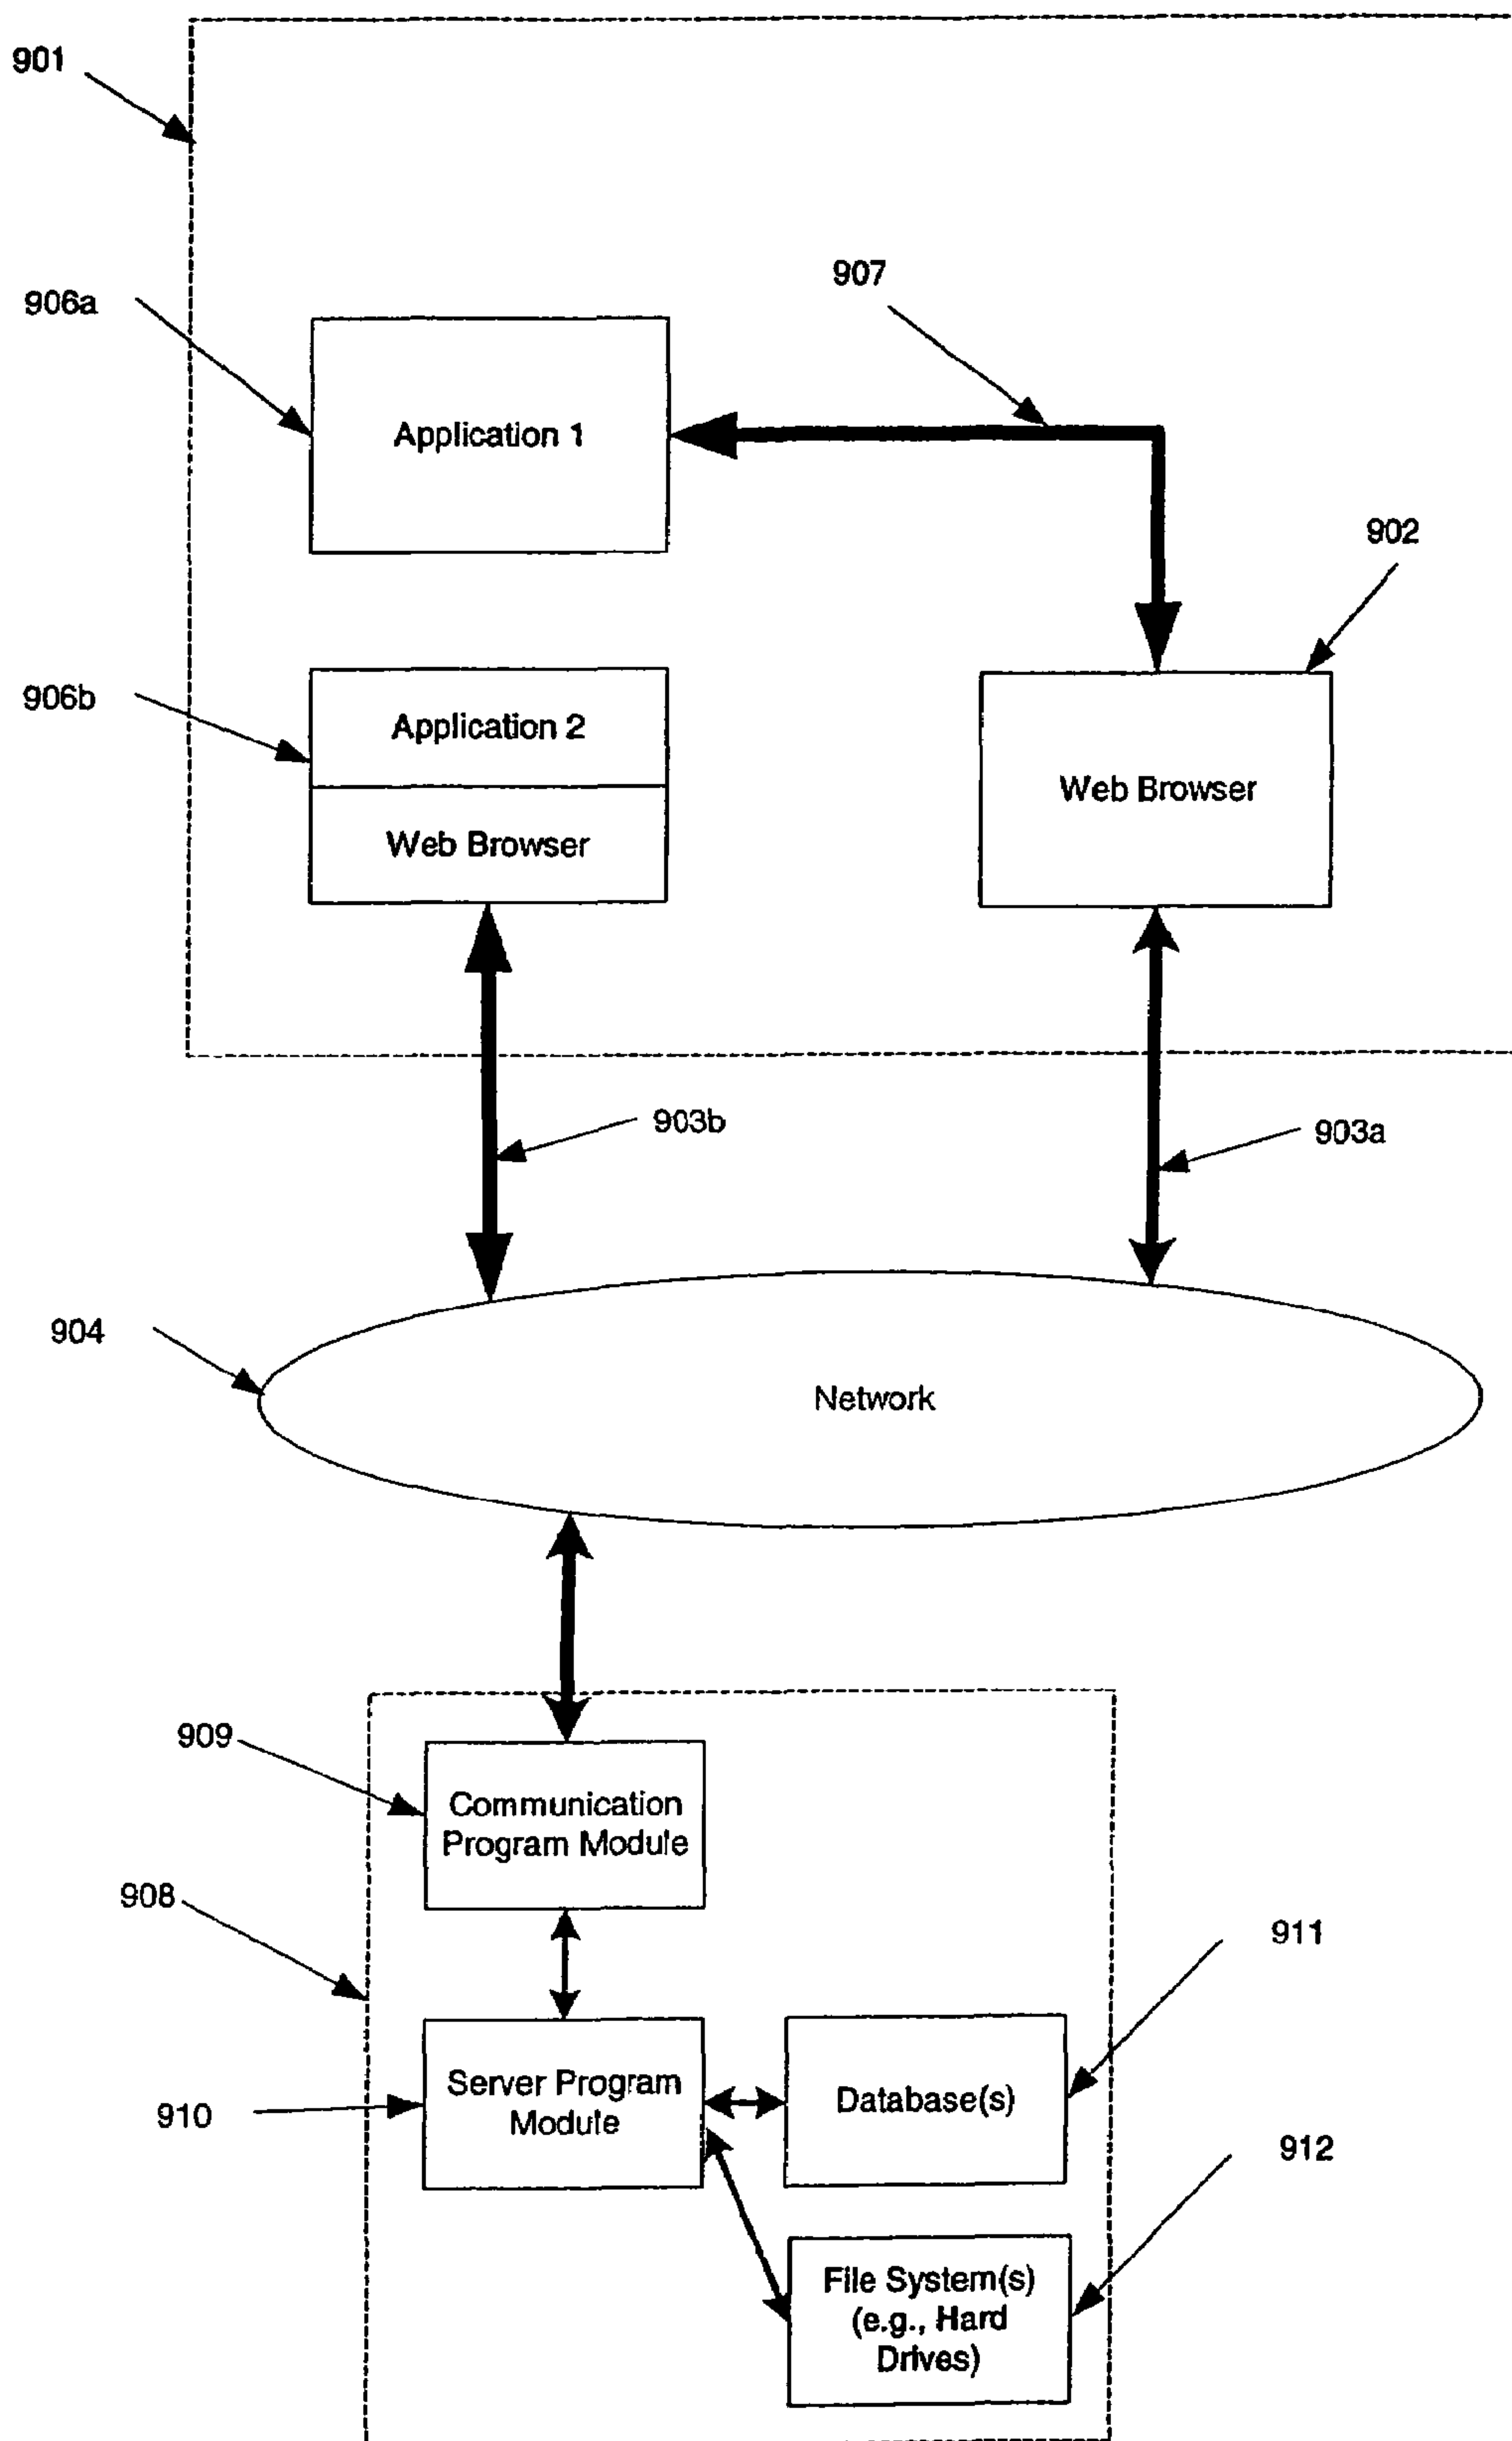 901
907
906a
Application 1
902
906b
Application 2
Web Browser
Web Browser
903b
903a
904
Network
909
Communication
Program Module
908
911
Server Program
Module
Database(s)
910
912
File System(s)
(e.g., Hard
Drives)